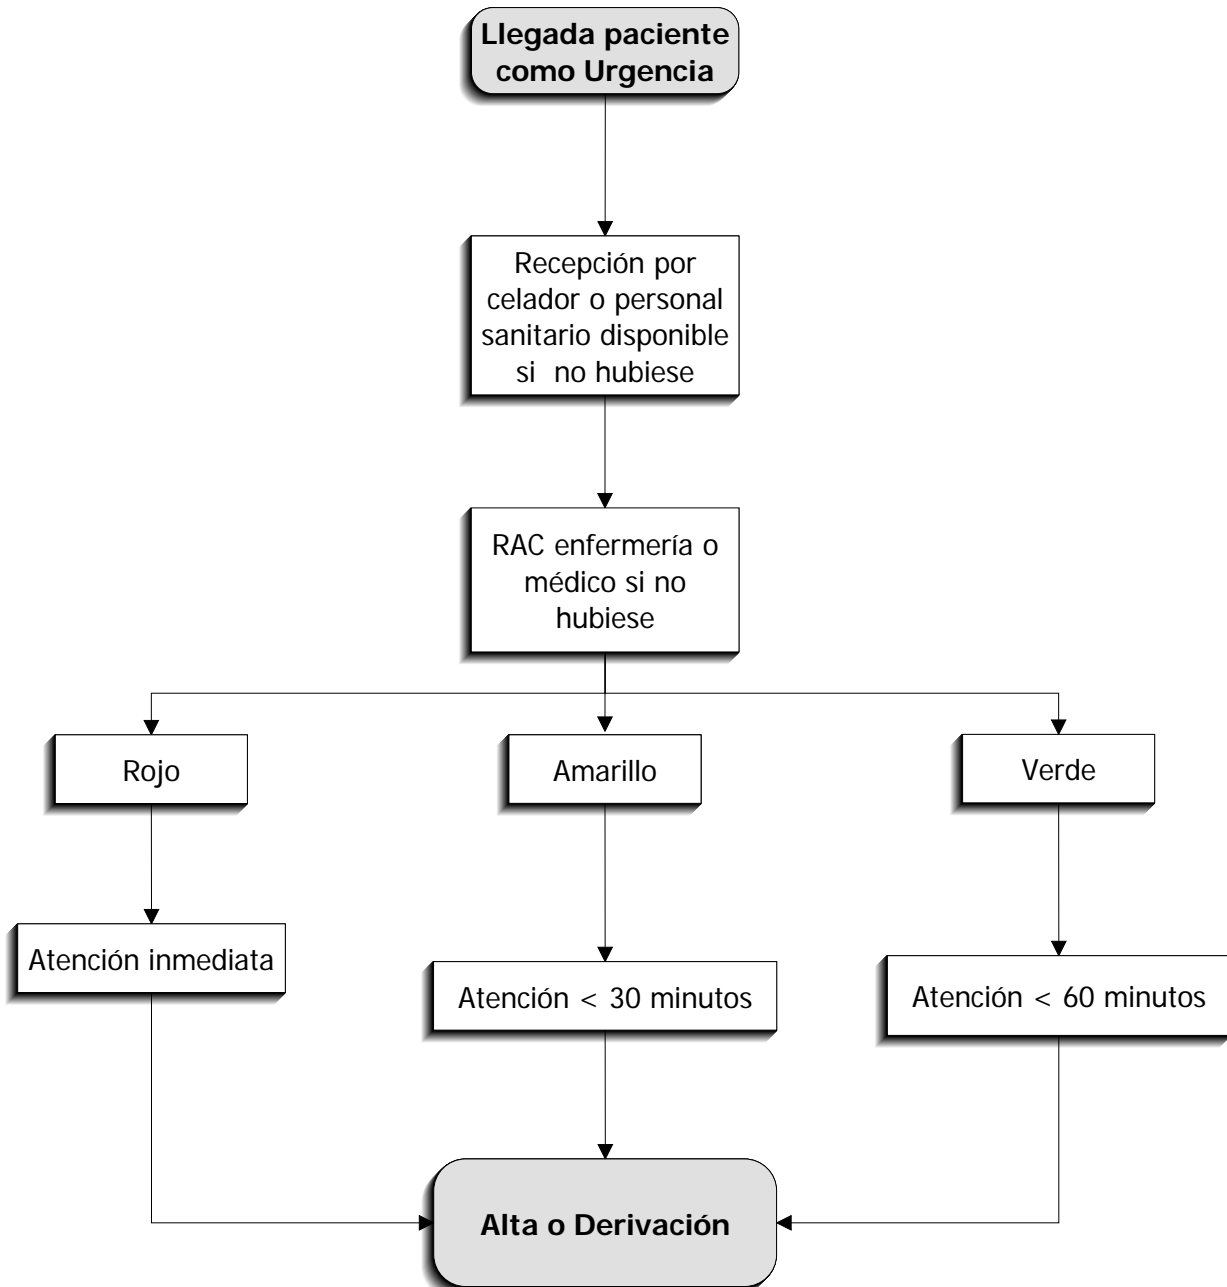 Llegada paciente
como Urgencia
Recepción por
celador o personal
sanitario disponible
si no hubiese
RAC enfermería o
médico si no
hubiese
Rojo
Amarillo
Verde
Atención inmediata
Atención < 30 minutos
Atención < 60 minutos
Alta o Derivación